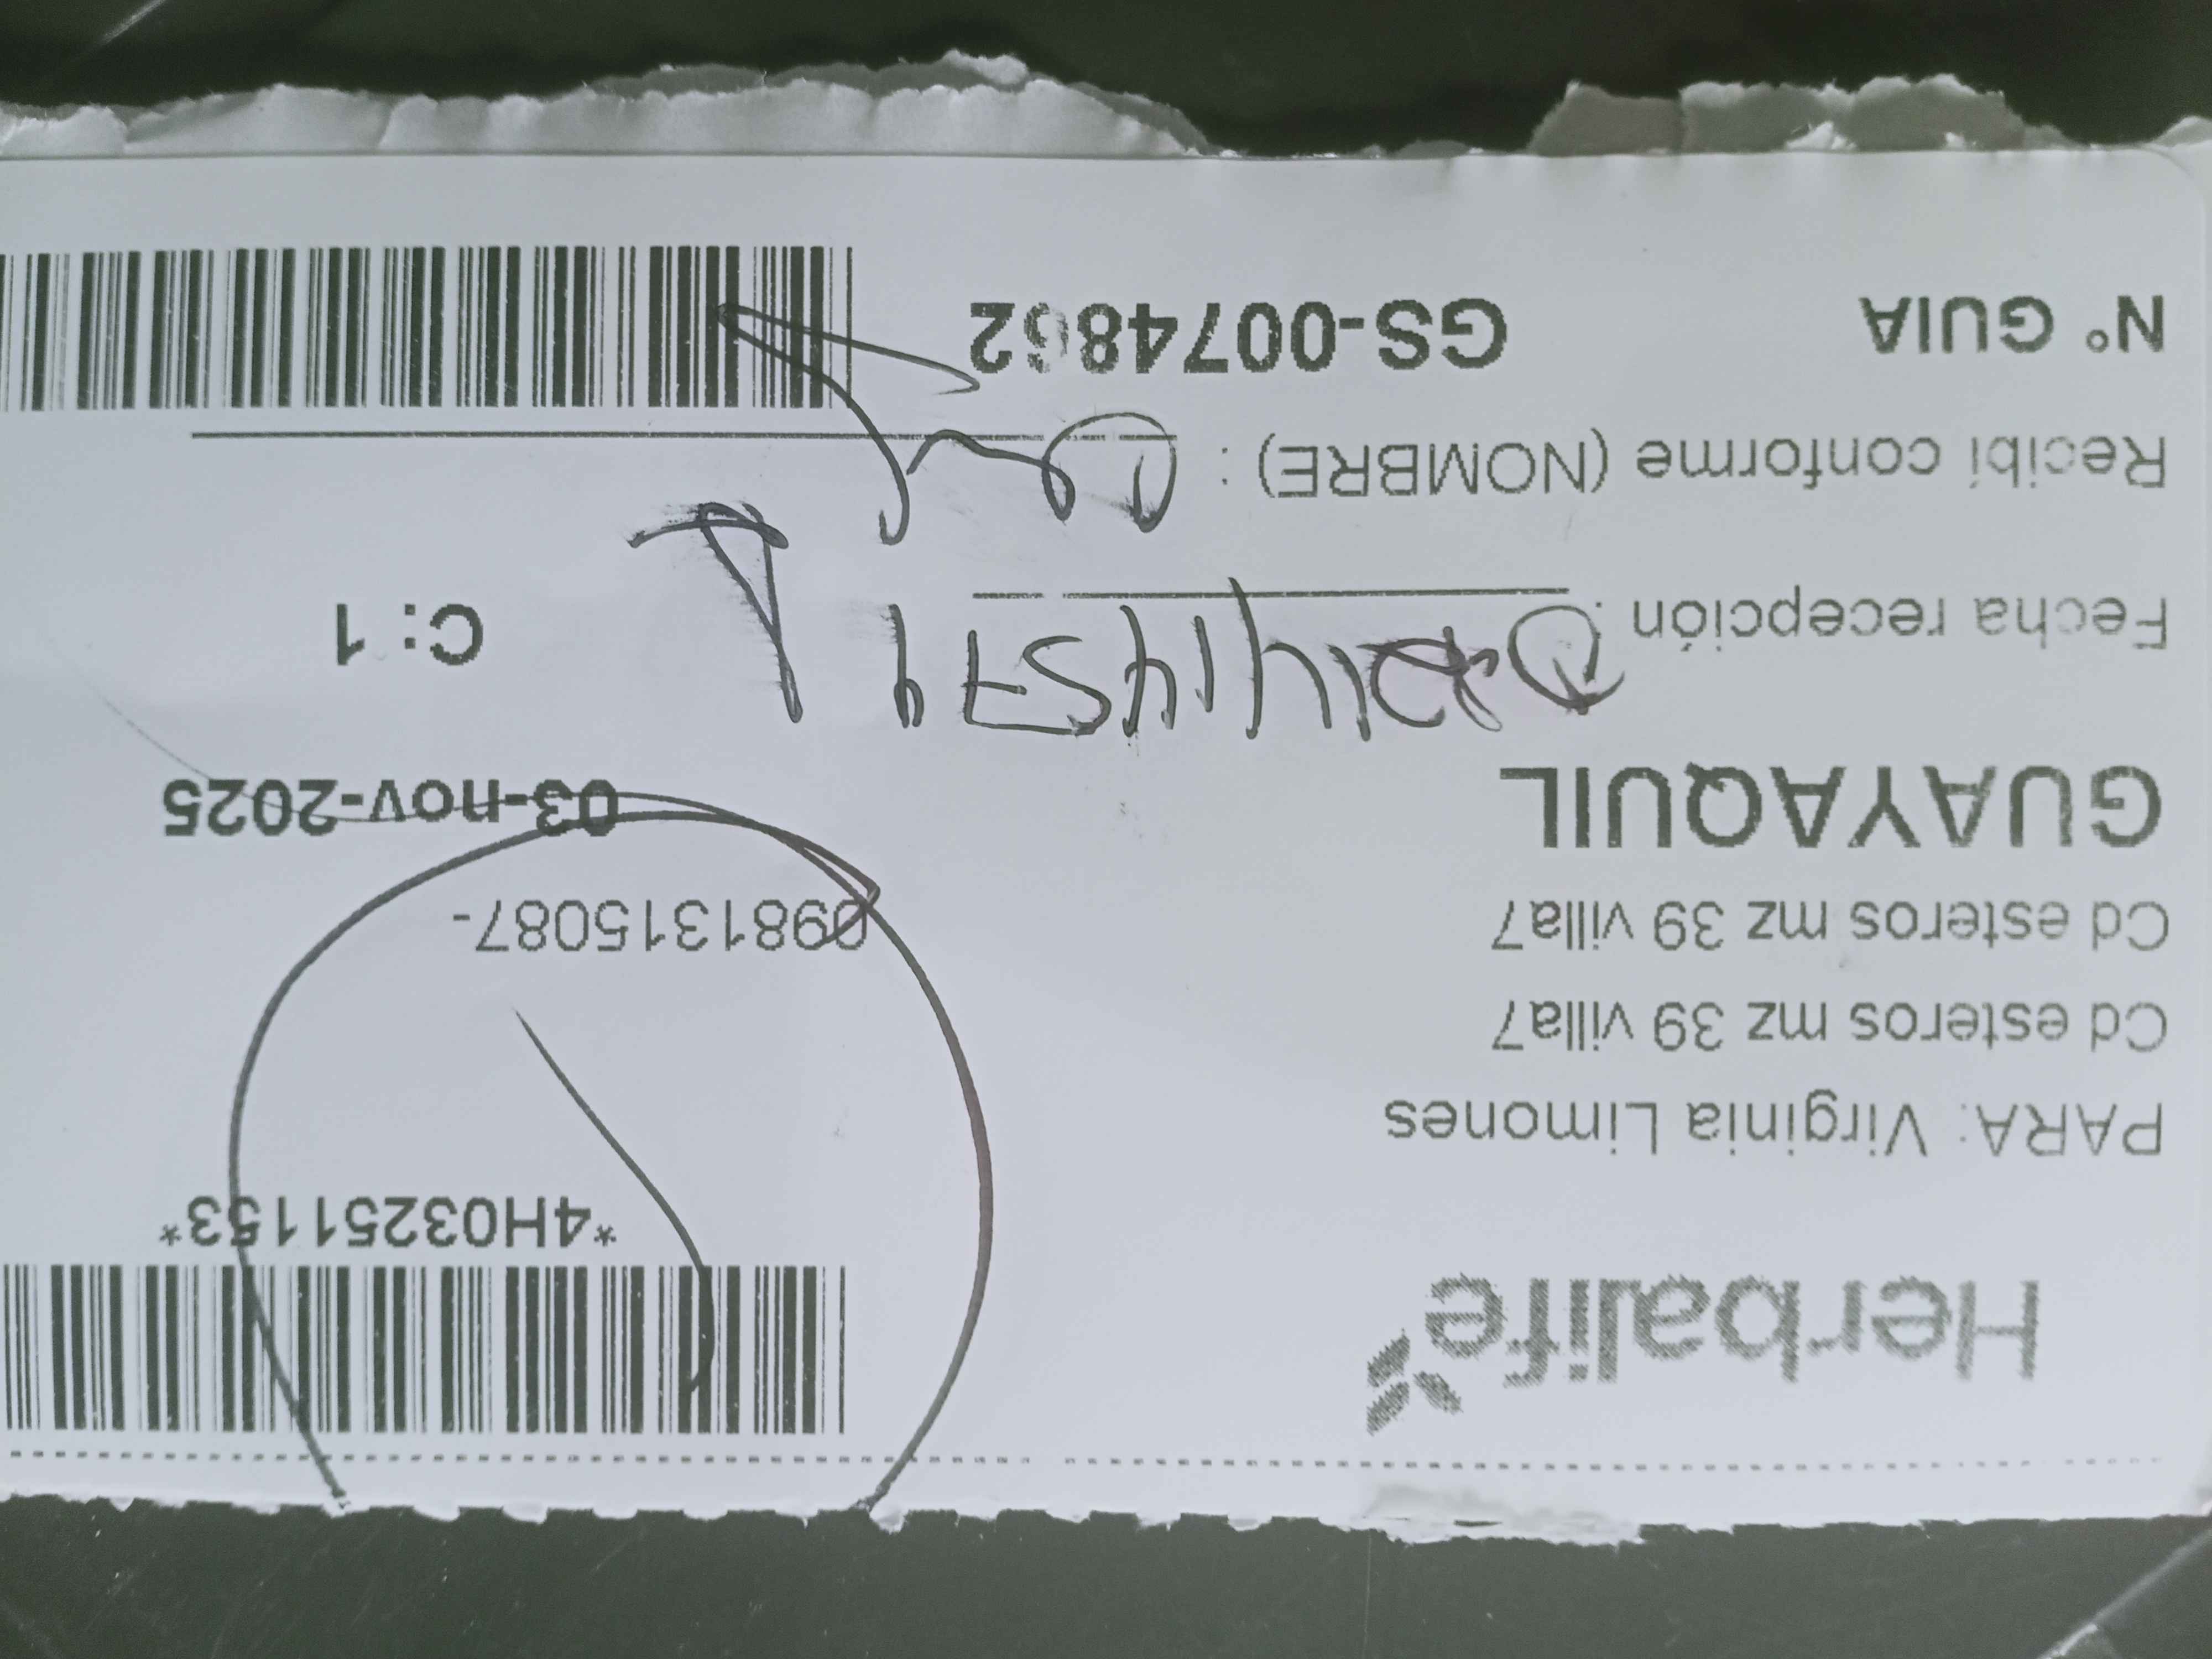 Herbalife
*4H03251153*
PARA: Virginia Limones
Cd esteros mz 39 villa7
Cd esteros mz 39 villa7
0981315087-
GUAYAQUIL
03-nov-2025
Fecha recepción :
C: 1
Recibi conforme (NOMBRE) :
N° GUIA GS-0074862